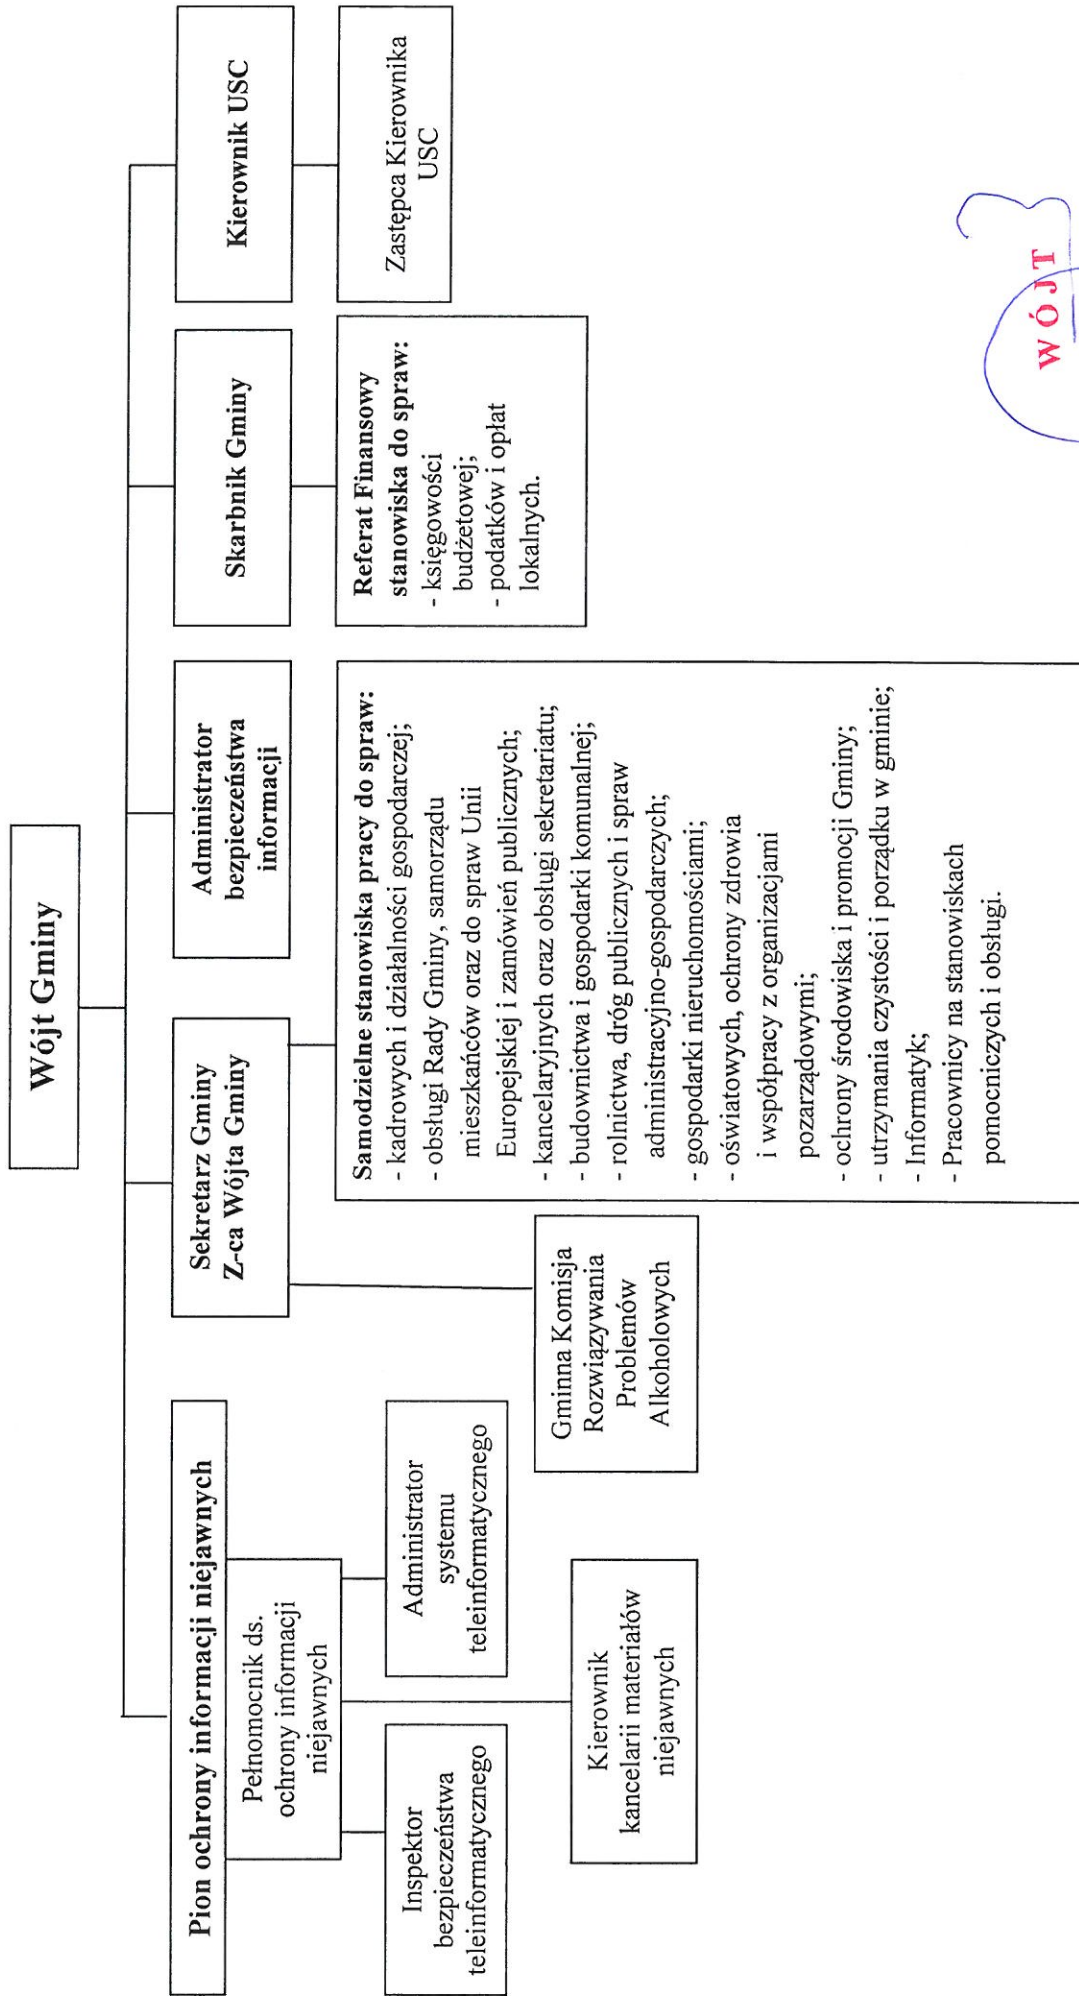 Wójt Gminy
Pion ochrony informacji niejawnych
Pełnomocnik ds.
ochrony informacji
niejawnych
Inspektor
bezpieczeństwa
teleinformatycznego
Administrator
systemu
teleinformatycznego
Kierownik
kancelarii materiałów
niejawnych
Sekretarz Gminy
Z-ca Wójta Gminy
Gminna Komisja
Rozwiązywania
Problemów
Alkoholowych
Samodzielne stanowiska pracy do spraw:
- kadrowych i działalności gospodarczej;
- obsługi Rady Gminy, samorządu
mieszkańców oraz do spraw Unii
Europejskiej i zamówień publicznych;
- kancelaryjnych oraz obsługi sekretariatu;
- budownictwa i gospodarki komunalnej;
- rolnictwa, dróg publicznych i spraw
administracyjno-gospodarczych;
- gospodarki nieruchomościami;
- oświatowych, ochrony zdrowia
i współpracy z organizacjami
pozarządowymi;
- ochrony środowiska i promocji Gminy;
- utrzymania czystości i porządku w gminie;
- Informatyk;
- Pracownicy na stanowiskach
pomocniczych i obsługi.
Administrator
bezpieczeństwa
informacji
Skarbnik Gminy
Referat Finansowy
stanowiska do spraw:
- księgowości
budżetowej;
- podatków i opłat
lokalnych.
Kierownik USC
Zastępca Kierownika
USC
WÓJT